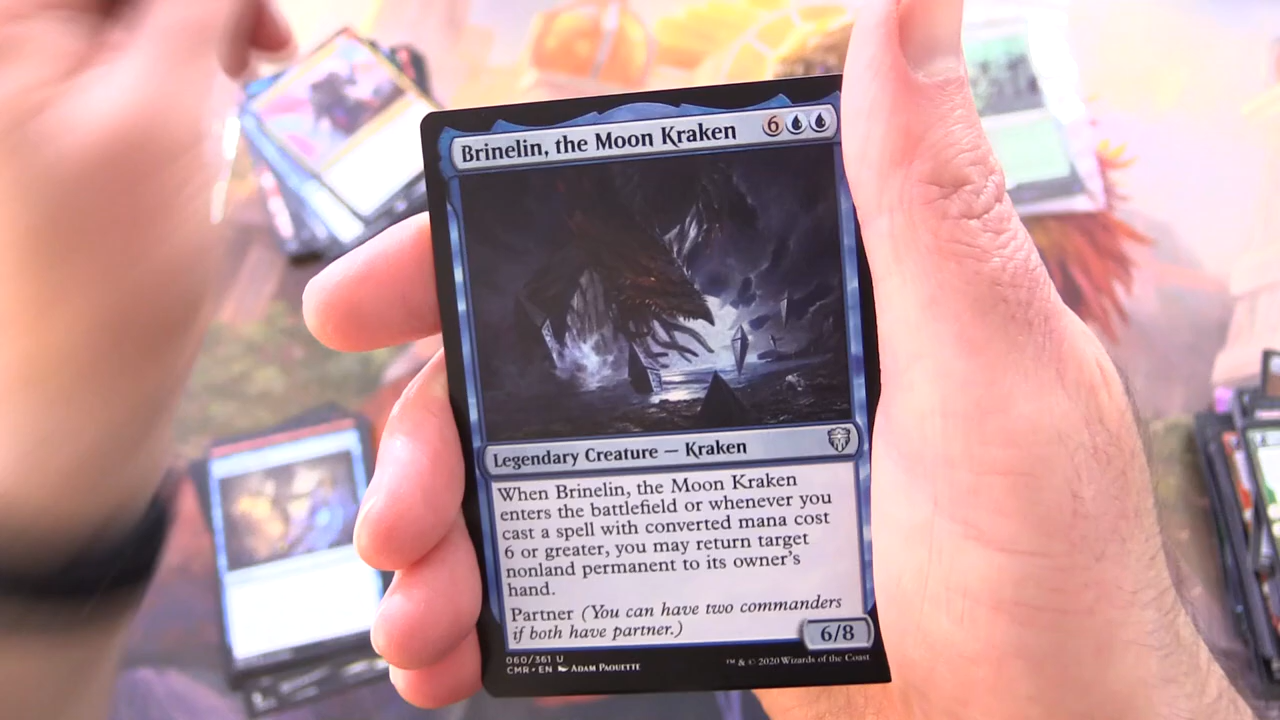 Brinelin, the Moon Kraken 6
Legendary Creature — Kraken
When Brinelin, the Moon Kraken
enters the battlefield or whenever you
cast a spell with converted mana cost
6 or greater, you may return target
nonland permanent to its owner's
hand.
Partner (You can have two commanders
if both have partner.)
6/8
060/361 U
CMR • EN ADAM PAQUETTE
™ & © 2020 Wizards of the Coast